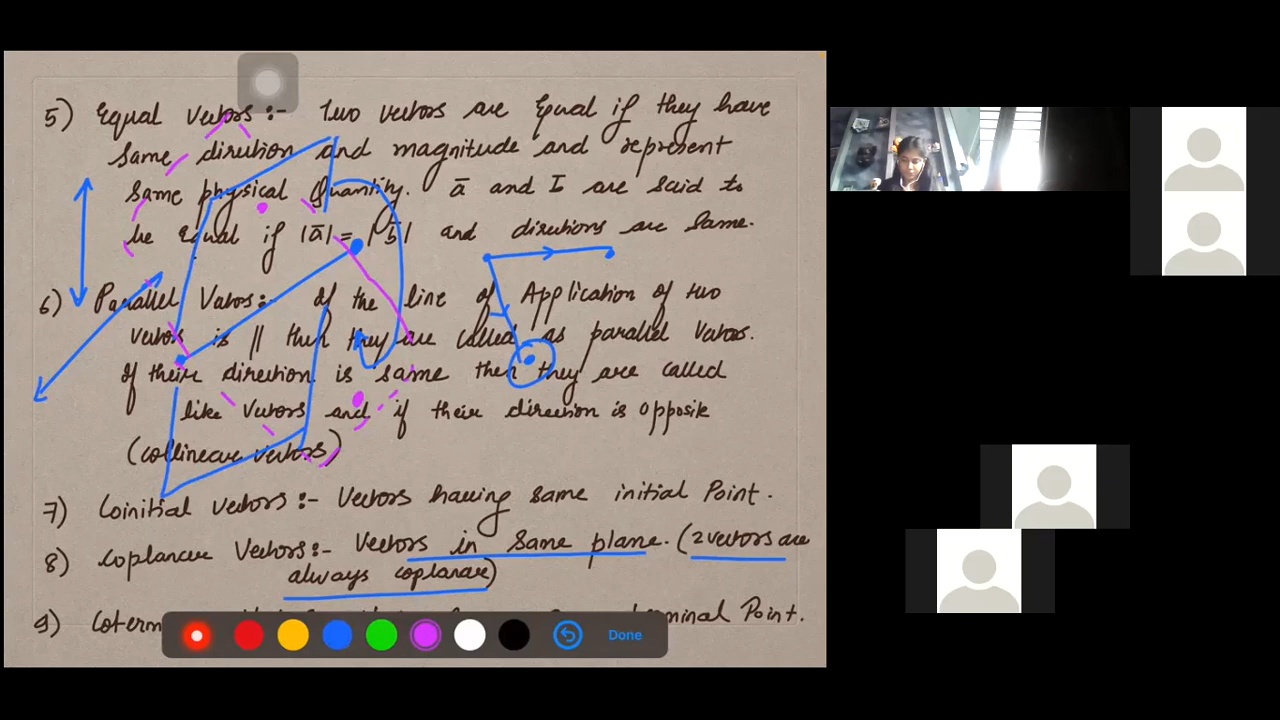 5) Equal Vectors :- Two vectors are Equal if they have
same direction and magnitude and represent
same physical Quantity. ā and b̄ are said to
be Equal if |ā| = |b̄| and directions are same.
6) Parallel Vectors:- If the line of Application of two
vectors is || then they are called as parallel vectors.
If their direction is same then they are called
like vectors and if their direction is opposite
(collinear vectors)
7) Coinitial vectors :- Vectors having same initial Point.
8) coplanar Vectors:- Vectors in same plane. (2 vectors are
always coplanar)
9) Point.
Done